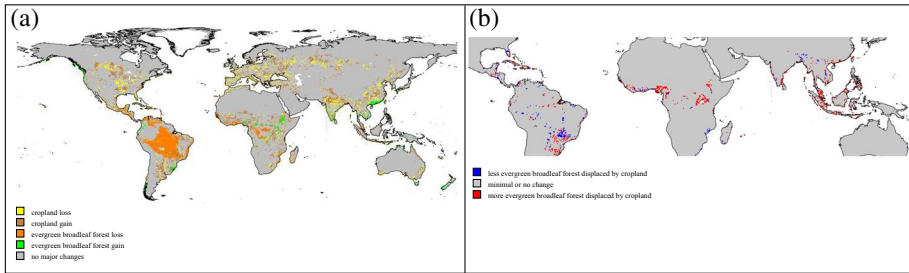 (a)
cropland loss
cropland gain
evergreen broadleaf forest loss
evergreen broadleaf forest gain
no major changes
(b)
less evergreen broadleaf forest displaced by cropland
minimal or no change
more evergreen broadleaf forest displaced by cropland